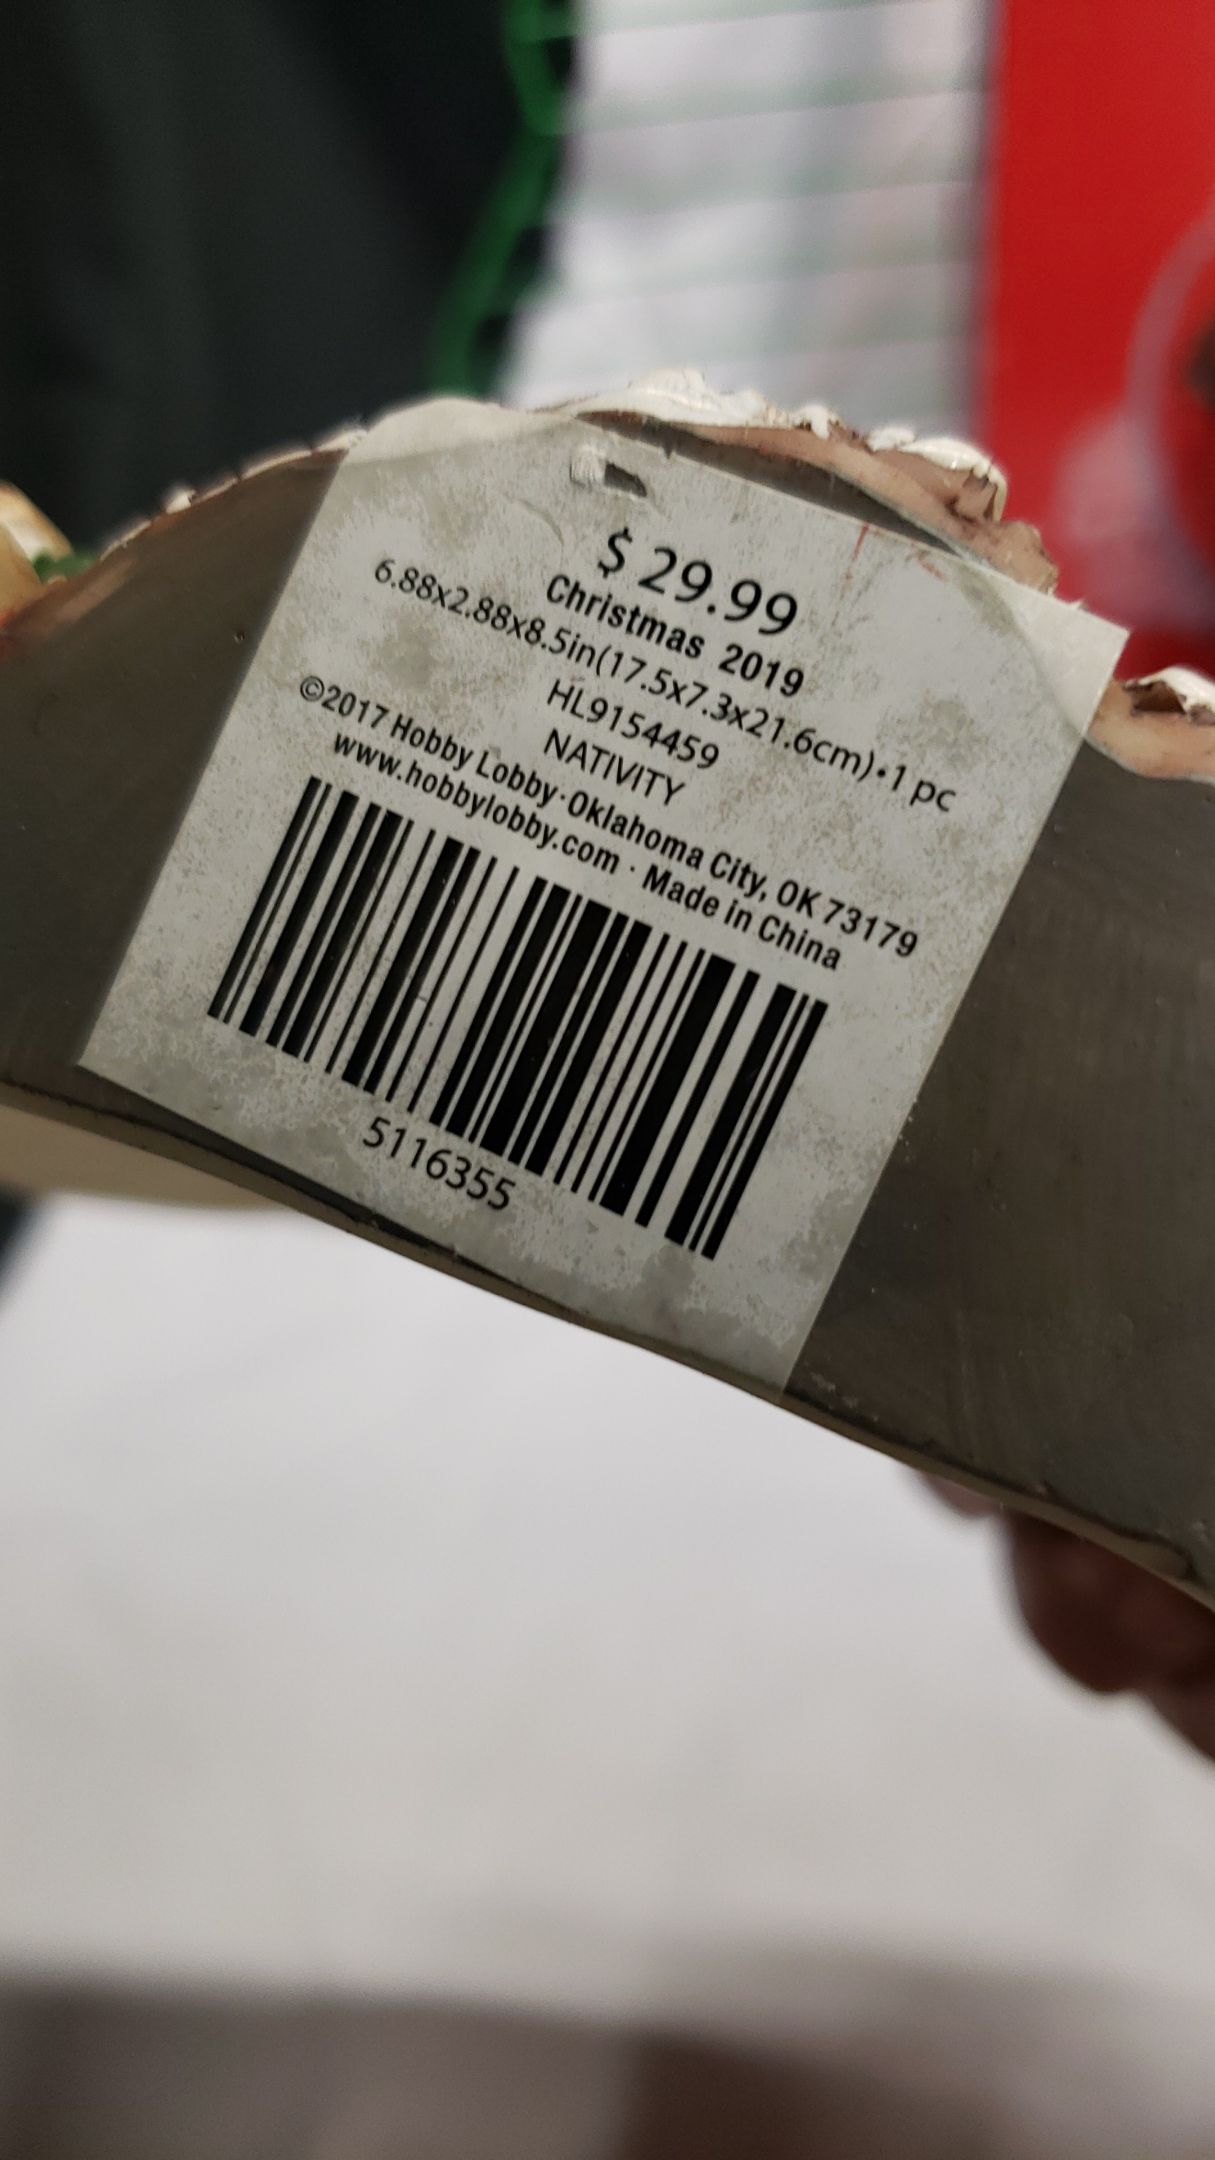 $ 29.99
Christmas 2019
6.88x2.88x8.5in(17.5x7.3x21.6cm)•1 pc
HL9154459
NATIVITY
©2017 Hobby Lobby·Oklahoma City, OK 73179
www.hobbylobby.com · Made in China
5116355